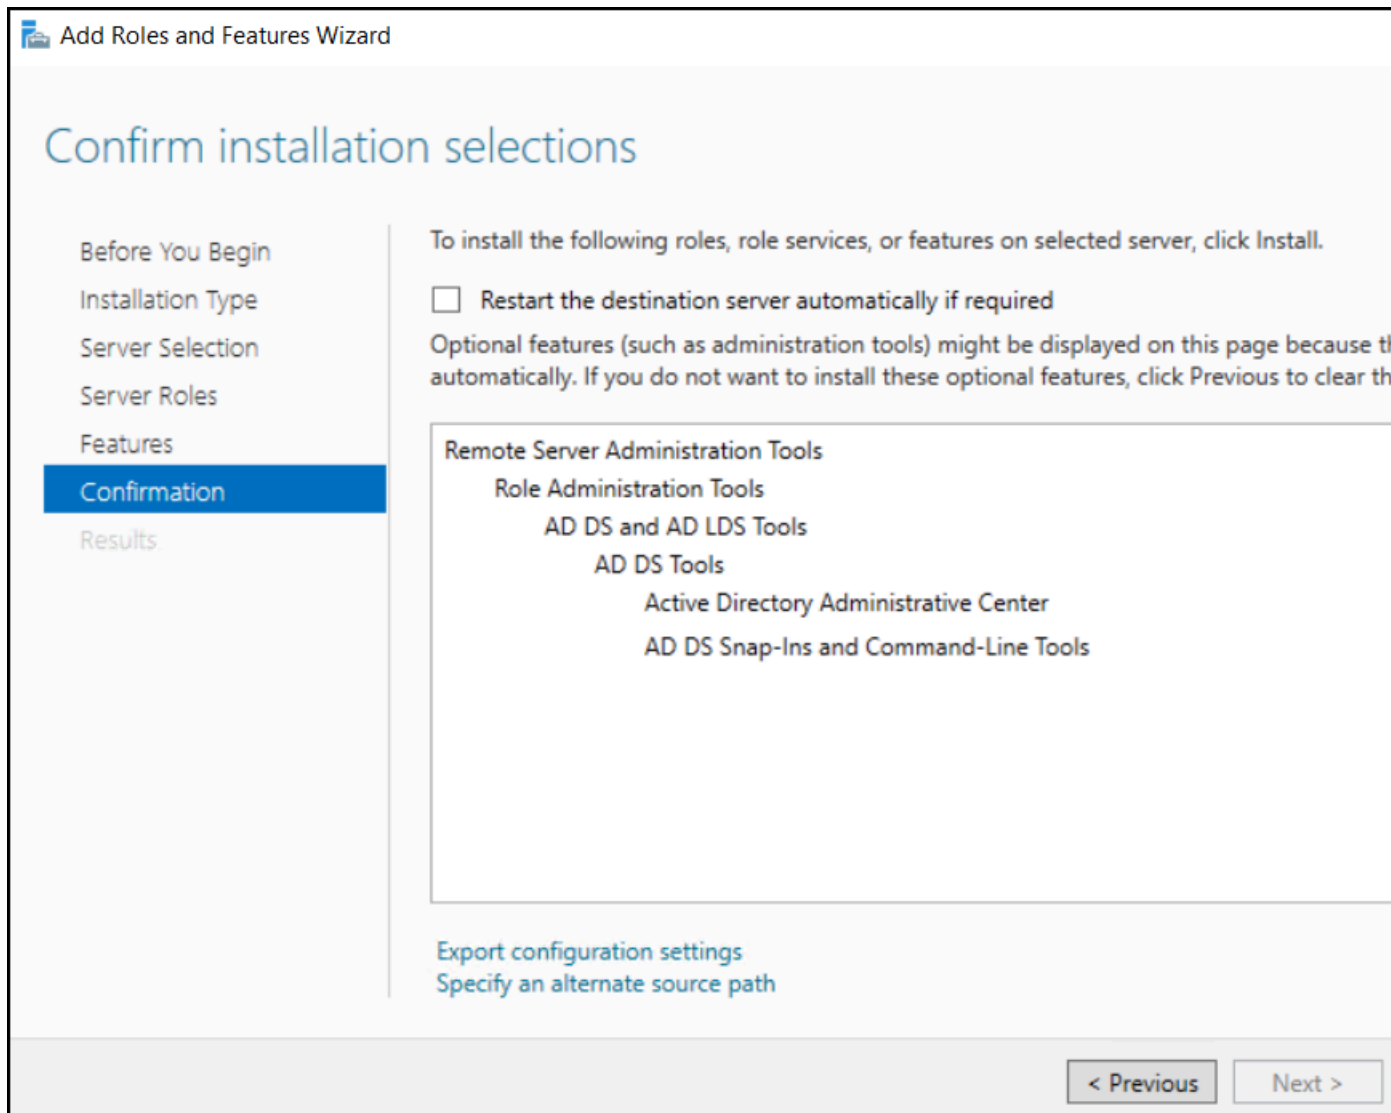 Add Roles and Features Wizard
Confirm installation selections
Before You Begin
Installation Type
Server Selection
Server Roles
Features
Confirmation
Results
To install the following roles, role services, or features on selected server, click Install.
Restart the destination server automatically if required
Optional features (such as administration tools) might be displayed on this page because
automatically. If you do not want to install these optional features, click Previous to clear
Remote Server Administration Tools
Role Administration Tools
AD DS and AD LDS Tools
AD DS Tools
Active Directory Administrative Center
AD DS Snap-Ins and Command-Line Tools
Export configuration settings
Specify an alternate source path
< Previous
Next >